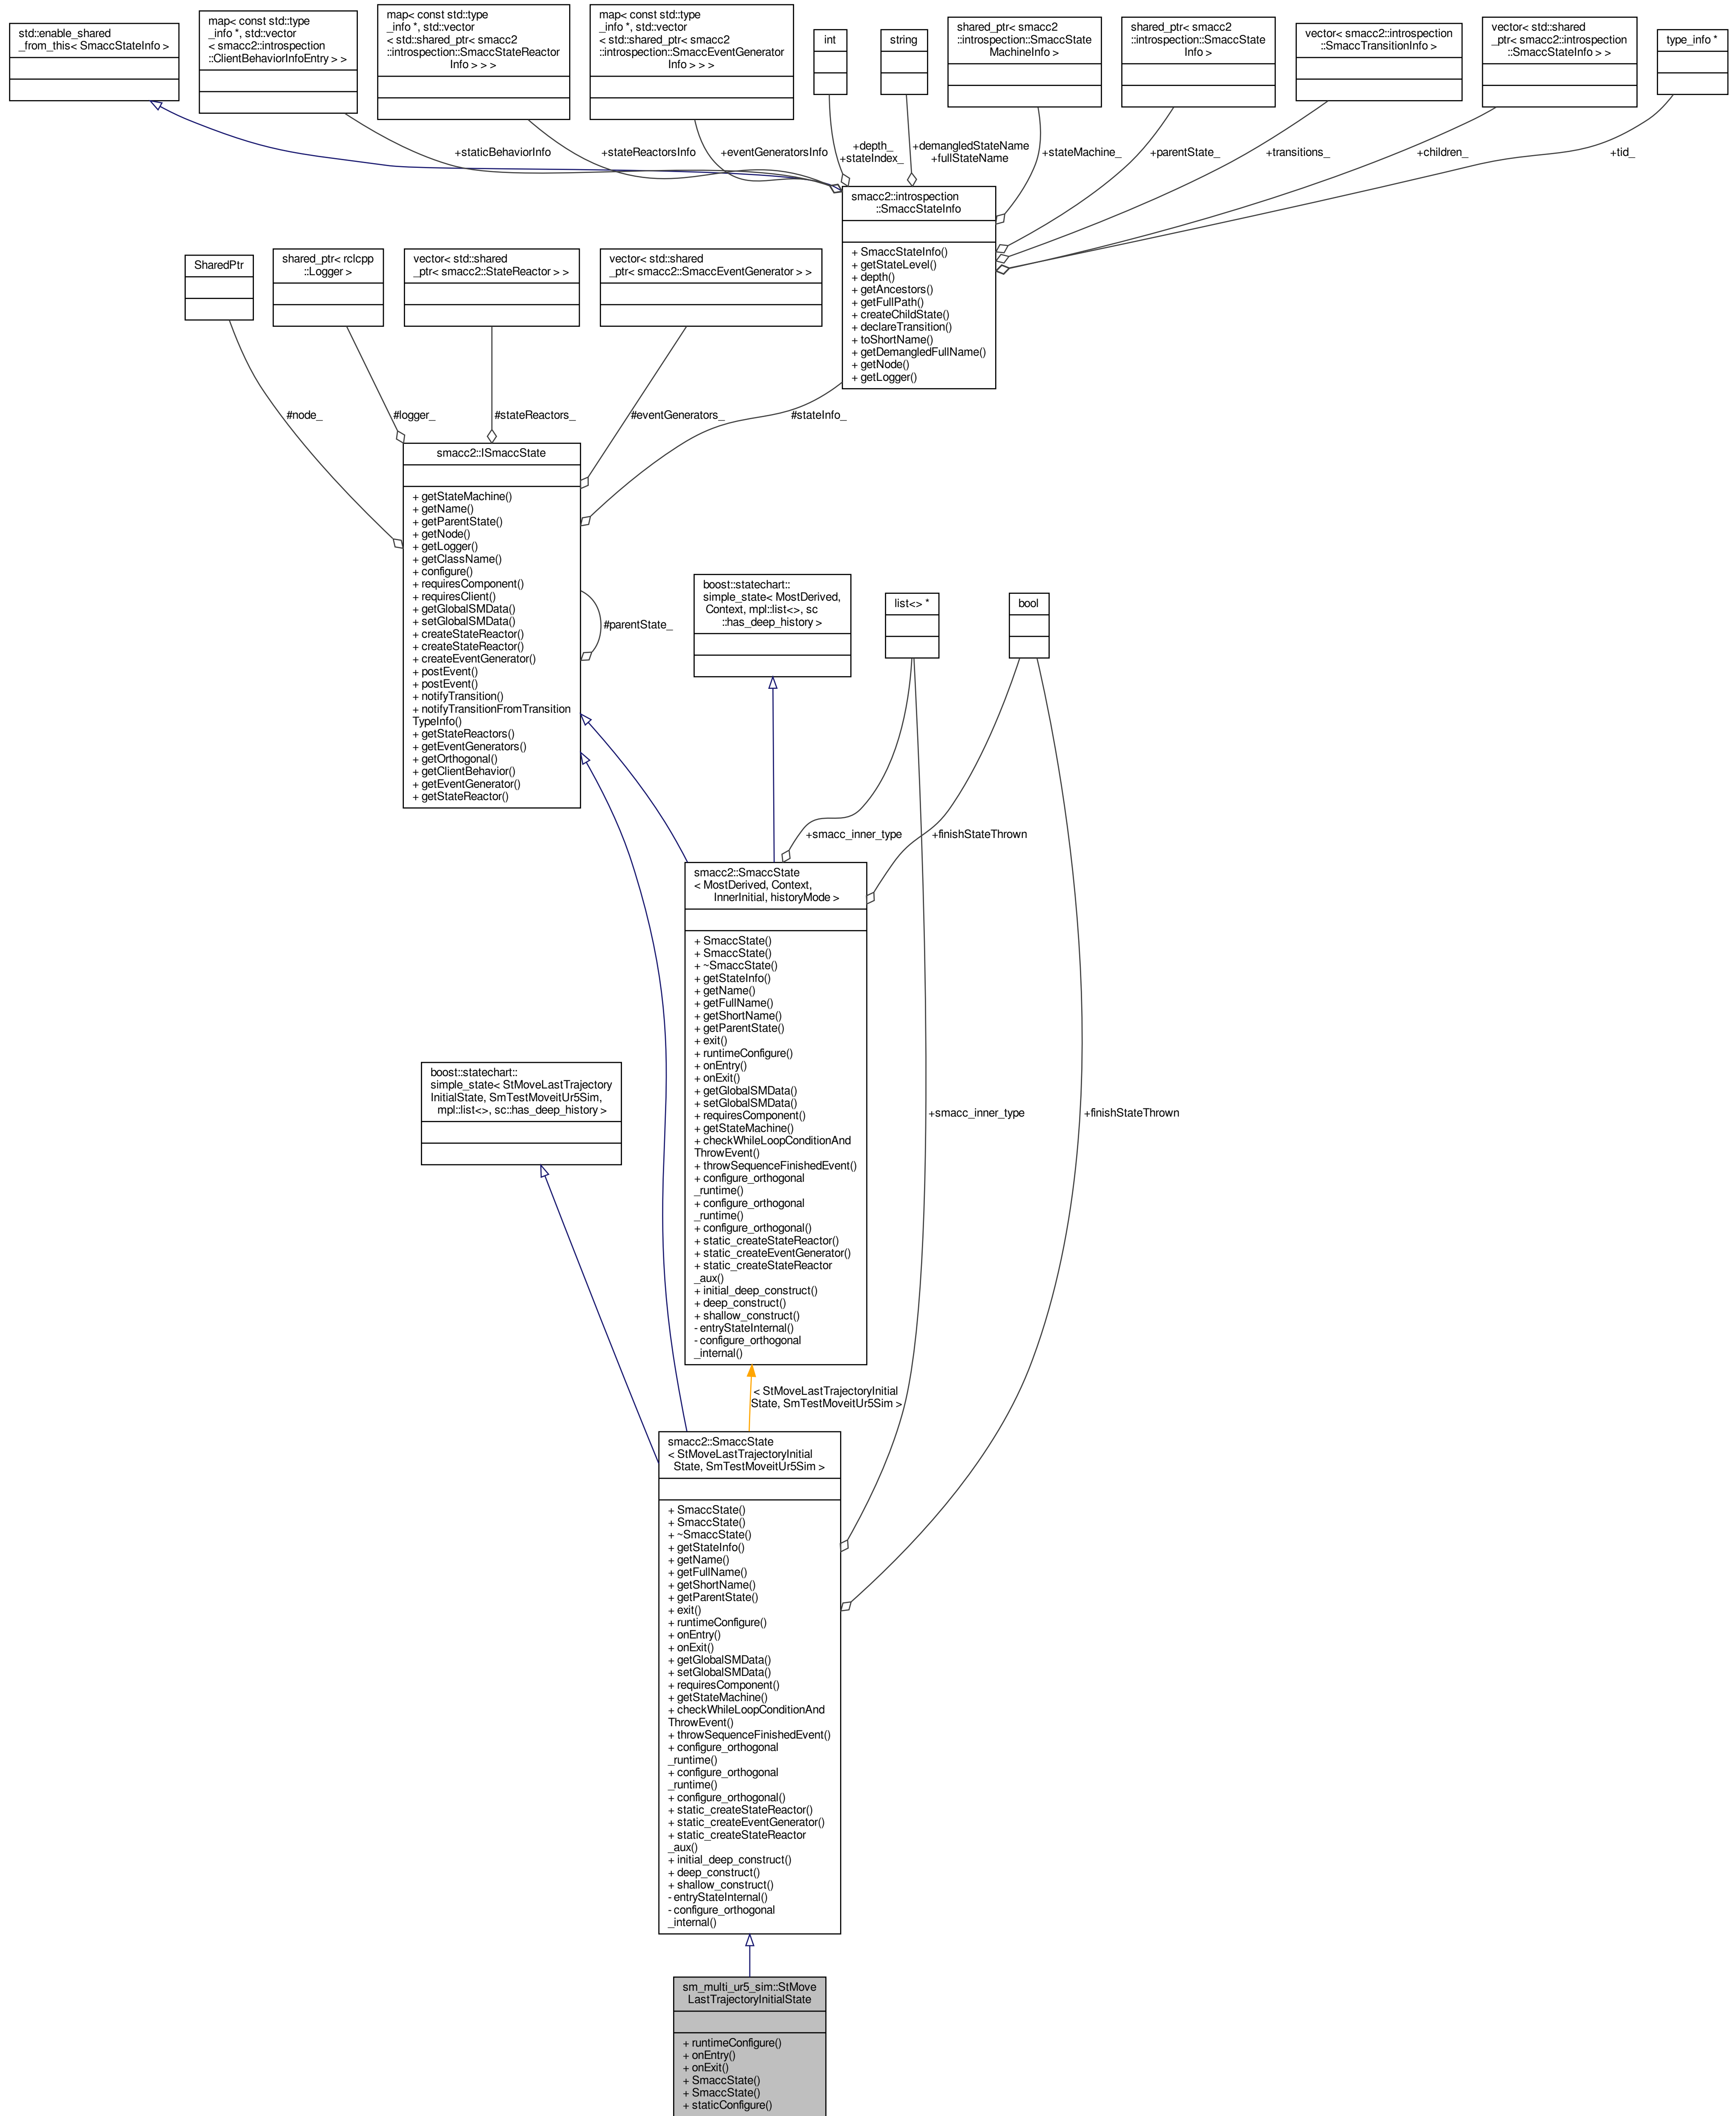 std::enable_shared
_from_this< SmaccStateInfo >
map< const std::type
_info *, std::vector
< smacc2::introspection
::ClientBehaviorInfoEntry > >
map< const std::type
_info *, std::vector
< std::shared_ptr< smacc2
::introspection::SmaccStateReactor
Info > > >
map< const std::type
_info *, std::vector
< std::shared_ptr< smacc2
::introspection::SmaccEventGenerator
Info > > >
int
string
shared_ptr< smacc2
::introspection::SmaccState
MachineInfo >
shared_ptr< smacc2
::introspection::SmaccState
Info >
vector< smacc2::introspection
::SmaccTransitionInfo >
vector< std::shared
_ptr< smacc2::introspection
::SmaccStateInfo > >
type_info *
+staticBehaviorInfo
+stateReactorsInfo
+eventGeneratorsInfo
+depth_
+stateIndex_
+demangledStateName
+fullStateName
+stateMachine_
+parentState_
+transitions_
+children_
+tid_
smacc2::introspection
::SmaccStateInfo
+ SmaccStateInfo()
+ getStateLevel()
+ depth()
+ getAncestors()
+ getFullPath()
+ createChildState()
+ declareTransition()
+ toShortName()
+ getDemangledFullName()
+ getNode()
+ getLogger()
SharedPtr
shared_ptr< rclcpp
::Logger >
vector< std::shared
_ptr< smacc2::StateReactor > >
vector< std::shared
_ptr< smacc2::SmaccEventGenerator > >
#node_
#logger_
#stateReactors_
#eventGenerators_
#stateInfo_
smacc2::ISmaccState
+ getStateMachine()
+ getName()
+ getParentState()
+ getNode()
+ getLogger()
+ getClassName()
+ configure()
+ requiresComponent()
+ requiresClient()
+ getGlobalSMData()
+ setGlobalSMData()
+ createStateReactor()
+ createStateReactor()
+ createEventGenerator()
+ postEvent()
+ postEvent()
+ notifyTransition()
+ notifyTransitionFromTransition
TypeInfo()
+ getStateReactors()
+ getEventGenerators()
+ getOrthogonal()
+ getClientBehavior()
+ getEventGenerator()
+ getStateReactor()
#parentState_
boost::statechart::
simple_state< MostDerived,
Context, mpl::list<>, sc
::has_deep_history >
list<> *
bool
+smacc_inner_type
+finishStateThrown
smacc2::SmaccState
< MostDerived, Context,
InnerInitial, historyMode >
+ SmaccState()
+ SmaccState()
+ ~SmaccState()
+ getStateInfo()
+ getName()
+ getFullName()
+ getShortName()
+ getParentState()
+ exit()
+ runtimeConfigure()
+ onEntry()
+ onExit()
+ getGlobalSMData()
+ setGlobalSMData()
+ requiresComponent()
+ getStateMachine()
+ checkWhileLoopConditionAnd
ThrowEvent()
+ throwSequenceFinishedEvent()
+ configure_orthogonal
_runtime()
+ configure_orthogonal
_runtime()
+ configure_orthogonal()
+ static_createStateReactor()
+ static_createEventGenerator()
+ static_createStateReactor
_aux()
+ initial_deep_construct()
+ deep_construct()
+ shallow_construct()
- entryStateInternal()
- configure_orthogonal
_internal()
boost::statechart::
simple_state< StMoveLastTrajectory
InitialState, SmTestMoveitUr5Sim,
mpl::list<>, sc::has_deep_history >
+smacc_inner_type
+finishStateThrown
< StMoveLastTrajectoryInitial
State, SmTestMoveitUr5Sim >
smacc2::SmaccState
< StMoveLastTrajectoryInitial
State, SmTestMoveitUr5Sim >
+ SmaccState()
+ SmaccState()
+ ~SmaccState()
+ getStateInfo()
+ getName()
+ getFullName()
+ getShortName()
+ getParentState()
+ exit()
+ runtimeConfigure()
+ onEntry()
+ onExit()
+ getGlobalSMData()
+ setGlobalSMData()
+ requiresComponent()
+ getStateMachine()
+ checkWhileLoopConditionAnd
ThrowEvent()
+ throwSequenceFinishedEvent()
+ configure_orthogonal
_runtime()
+ configure_orthogonal
_runtime()
+ configure_orthogonal()
+ static_createStateReactor()
+ static_createEventGenerator()
+ static_createStateReactor
_aux()
+ initial_deep_construct()
+ deep_construct()
+ shallow_construct()
- entryStateInternal()
- configure_orthogonal
_internal()
sm_multi_ur5_sim::StMove
LastTrajectoryInitialState
+ runtimeConfigure()
+ onEntry()
+ onExit()
+ SmaccState()
+ SmaccState()
+ staticConfigure()